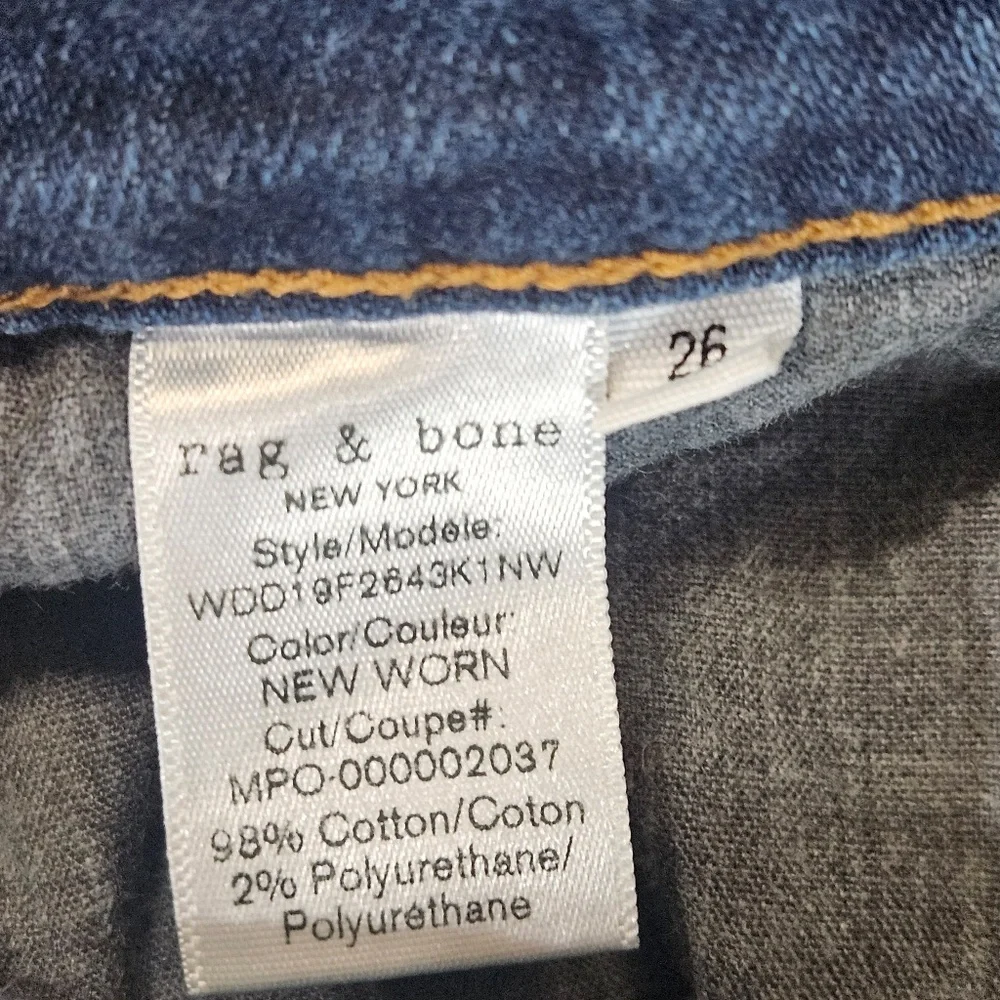 26
rag & bone
NEW YORK
Style/Modele:
WDD19F2643K1NW
Color/Couleur:
NEW WORN
Cut/Coupe#:
MPO-000002037
98% Cotton/Coton
2% Polyurethane/
Polyuréthane